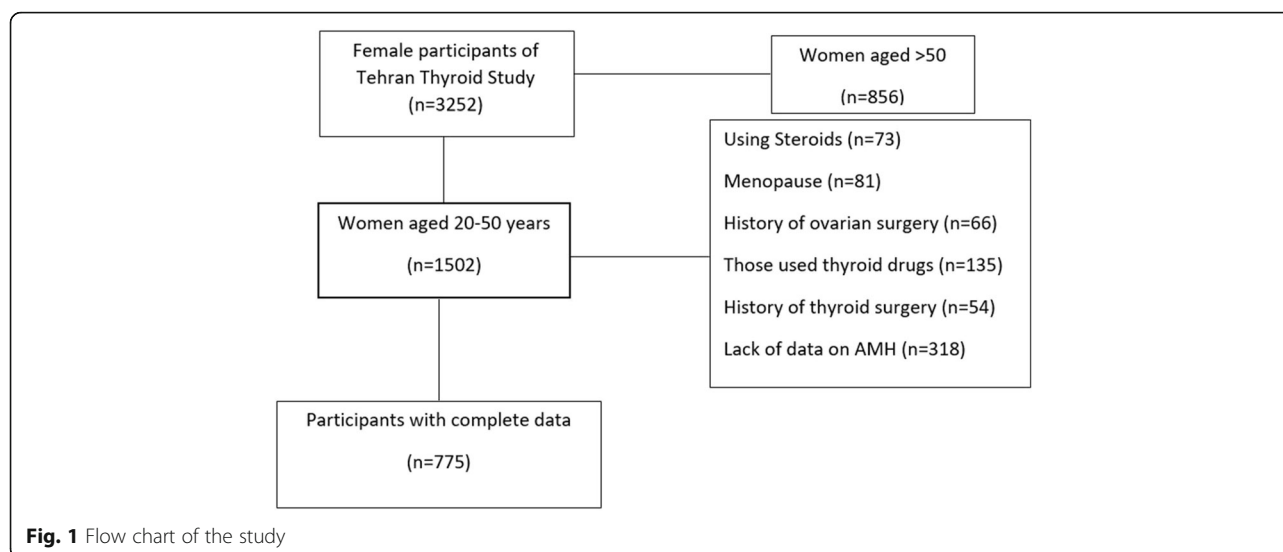 Female participants of
Tehran Thyroid Study
(n=3252)
Women aged >50
(n=856)
Women aged 20-50 years
(n=1502)
Using Steroids (n=73)
Menopause (n=81)
History of ovarian surgery (n=66)
Those used thyroid drugs (n=135)
History of thyroid surgery (n=54)
Lack of data on AMH (n=318)
Participants with complete data
(n=775)
Fig. 1 Flow chart of the study